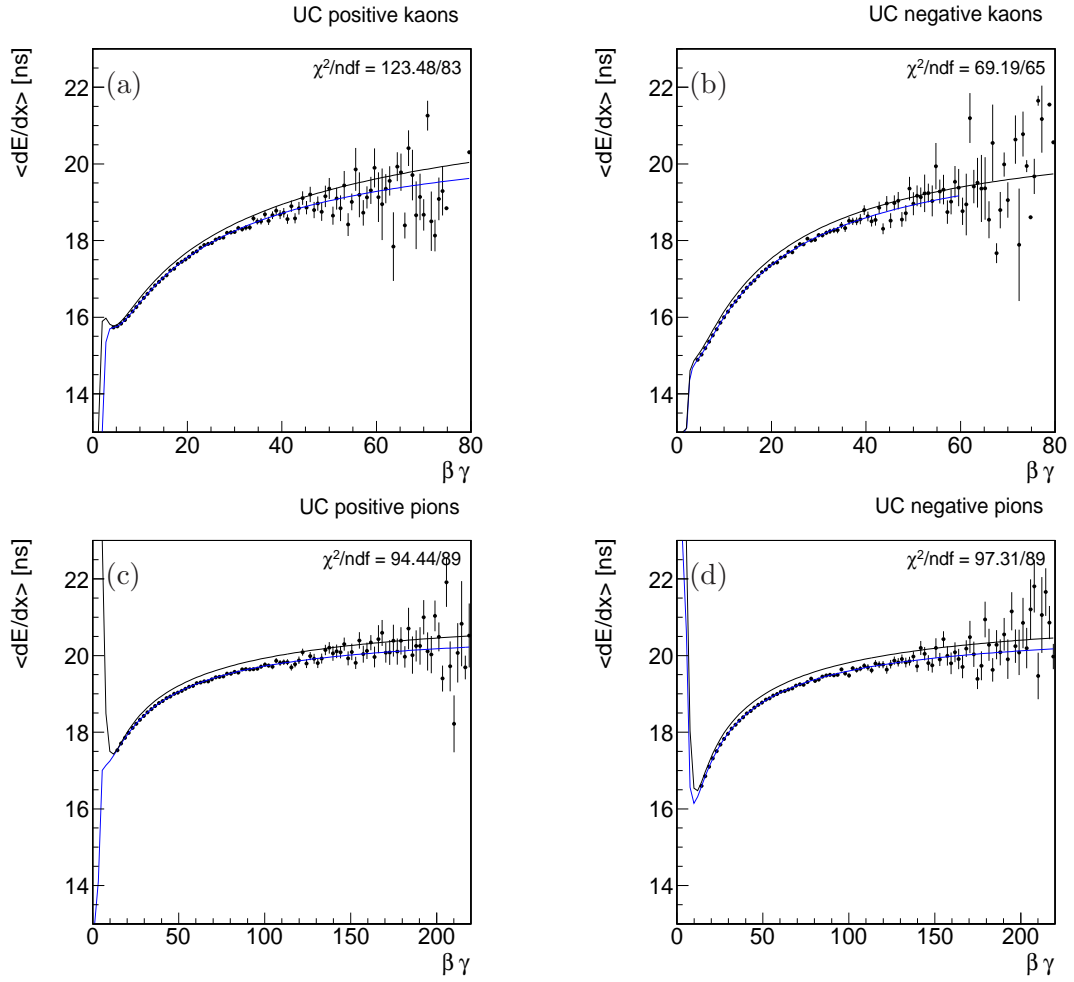 UC positive kaons
(a)
χ²/ndf = 123.48/83
<dE/dx> [ns]
22
20
18
16
14
0 20 40 60 80
β γ
UC negative kaons
(b)
χ²/ndf = 69.19/65
<dE/dx> [ns]
22
20
18
16
14
0 20 40 60 80
β γ
UC positive pions
(c)
χ²/ndf = 94.44/89
<dE/dx> [ns]
22
20
18
16
14
0 50 100 150 200
β γ
UC negative pions
(d)
χ²/ndf = 97.31/89
<dE/dx> [ns]
22
20
18
16
14
0 50 100 150 200
β γ